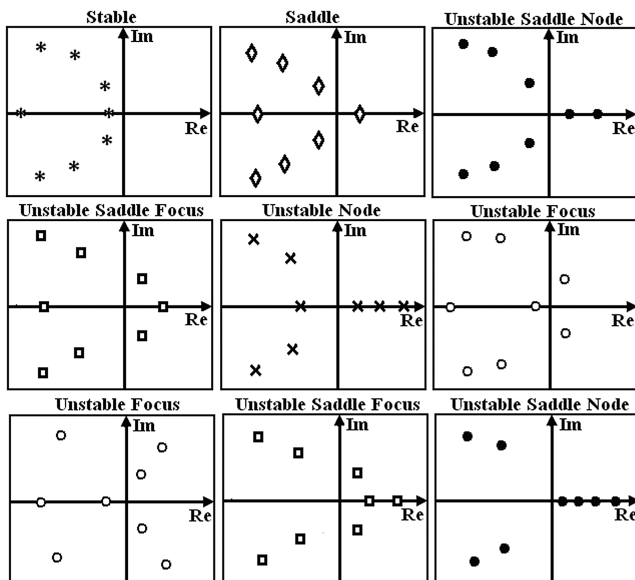 Stable
Saddle
Unstable Saddle Node
Im
Im
Im
Re
Re
Re
Unstable Saddle Focus
Unstable Node
Unstable Focus
Im
Im
Im
Re
Re
Re
Unstable Focus
Unstable Saddle Focus
Unstable Saddle Node
Im
Im
Im
Re
Re
Re